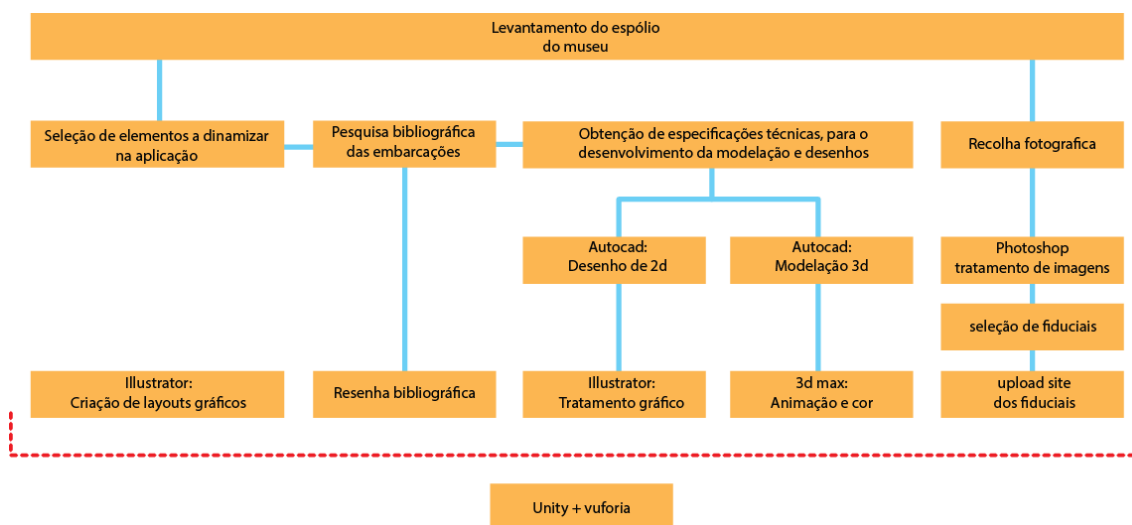 Levantamento do espólio
do museu
Seleção de elementos a dinamizar
na aplicação
Pesquisa bibliográfica
das embarcações
Obtenção de especificações técnicas, para o
desenvolvimento da modelação e desenhos
Recolha fotografica
Autocad:
Desenho de 2d
Autocad:
Modelação 3d
Photoshop
tratamento de imagens
seleção de fiduciais
Illustrator:
Criação de layouts gráficos
Resenha bibliográfica
Illustrator:
Tratamento gráfico
3d max:
Animação e cor
upload site
dos fiduciais
Unity + vuforia